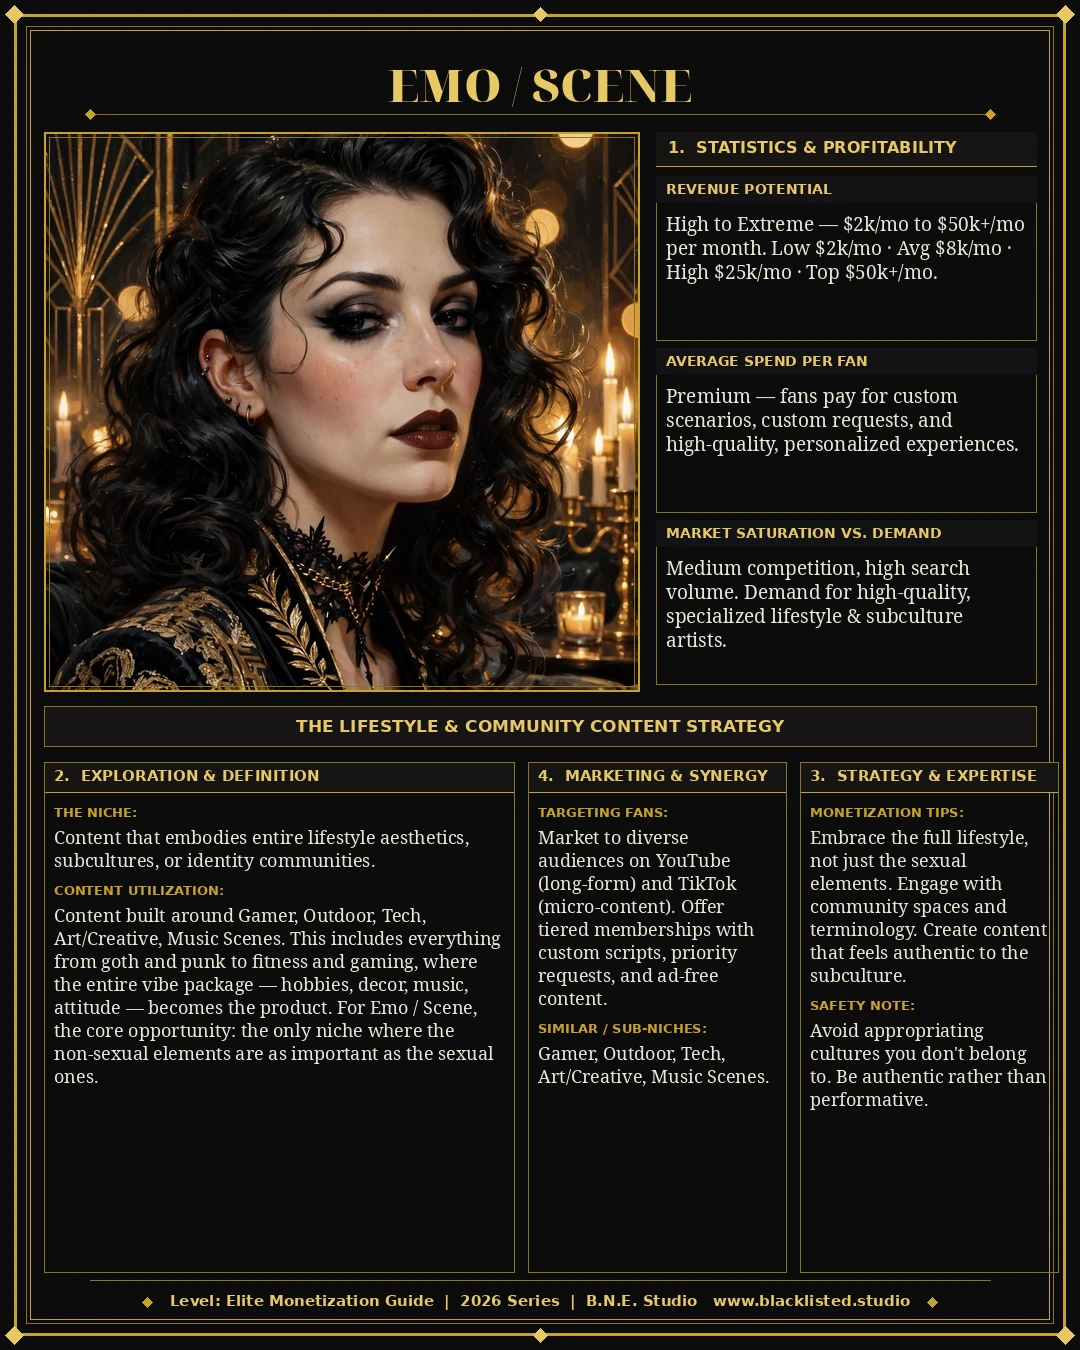 EMO / SCENE
1. STATISTICS & PROFITABILITY
REVENUE POTENTIAL
High to Extreme — $2k/mo to $50k+/mo
per month. Low $2k/mo · Avg $8k/mo ·
High $25k/mo · Top $50k+/mo.
AVERAGE SPEND PER FAN
Premium — fans pay for custom
scenarios, custom requests, and
high-quality, personalized experiences.
MARKET SATURATION VS. DEMAND
Medium competition, high search
volume. Demand for high-quality,
specialized lifestyle & subculture
artists.
THE LIFESTYLE & COMMUNITY CONTENT STRATEGY
2. EXPLORATION & DEFINITION
THE NICHE:
Content that embodies entire lifestyle aesthetics,
subcultures, or identity communities.
CONTENT UTILIZATION:
Content built around Gamer, Outdoor, Tech,
Art/Creative, Music Scenes. This includes everything
from goth and punk to fitness and gaming, where
the entire vibe package — hobbies, decor, music,
attitude — becomes the product. For Emo / Scene,
the core opportunity: the only niche where the
non-sexual elements are as important as the sexual
ones.
4. MARKETING & SYNERGY
TARGETING FANS:
Market to diverse
audiences on YouTube
(long-form) and TikTok
(micro-content). Offer
tiered memberships with
custom scripts, priority
requests, and ad-free
content.
SIMILAR / SUB-NICHES:
Gamer, Outdoor, Tech,
Art/Creative, Music Scenes.
3. STRATEGY & EXPERTISE
MONETIZATION TIPS:
Embrace the full lifestyle,
not just the sexual
elements. Engage with
community spaces and
terminology. Create content
that feels authentic to the
subculture.
SAFETY NOTE:
Avoid appropriating
cultures you don't belong
to. Be authentic rather than
performative.
Level: Elite Monetization Guide | 2026 Series | B.N.E. Studio www.blacklisted.studio